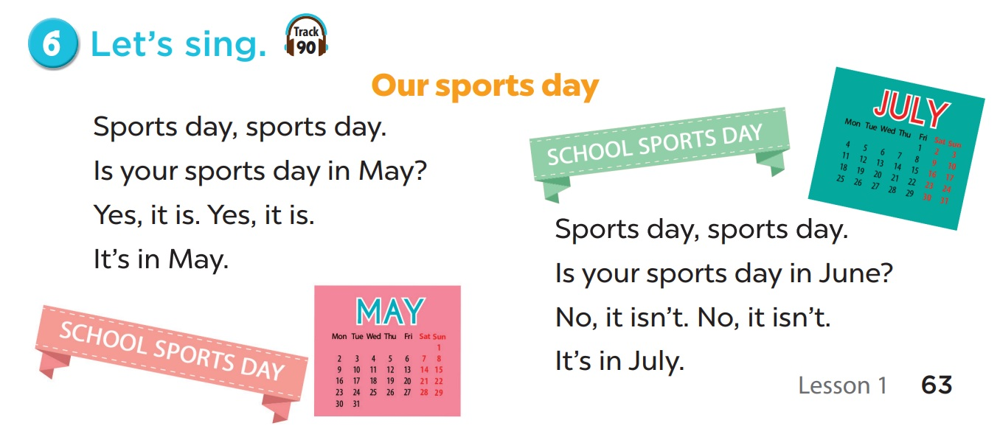 6 Let's sing. Track 90
Our sports day
Sports day, sports day.
Is your sports day in May?
Yes, it is. Yes, it is.
It's in May.
SCHOOL SPORTS DAY
MAY
Mon Tue Wed Thu Fri Sat Sun
1
2 3 4 5 6 7 8
9 10 11 12 13 14 15
16 17 18 19 20 21 22
23 24 25 26 27 28 29
30 31
SCHOOL SPORTS DAY
JULY
Mon Tue Wed Thu Fri Sat Sun
1 2 3
4 5 6 7 8 9 10
11 12 13 14 15 16 17
18 19 20 21 22 23 24
25 26 27 28 29 30 31
Sports day, sports day.
Is your sports day in June?
No, it isn't. No, it isn't.
It's in July.
Lesson 1 63